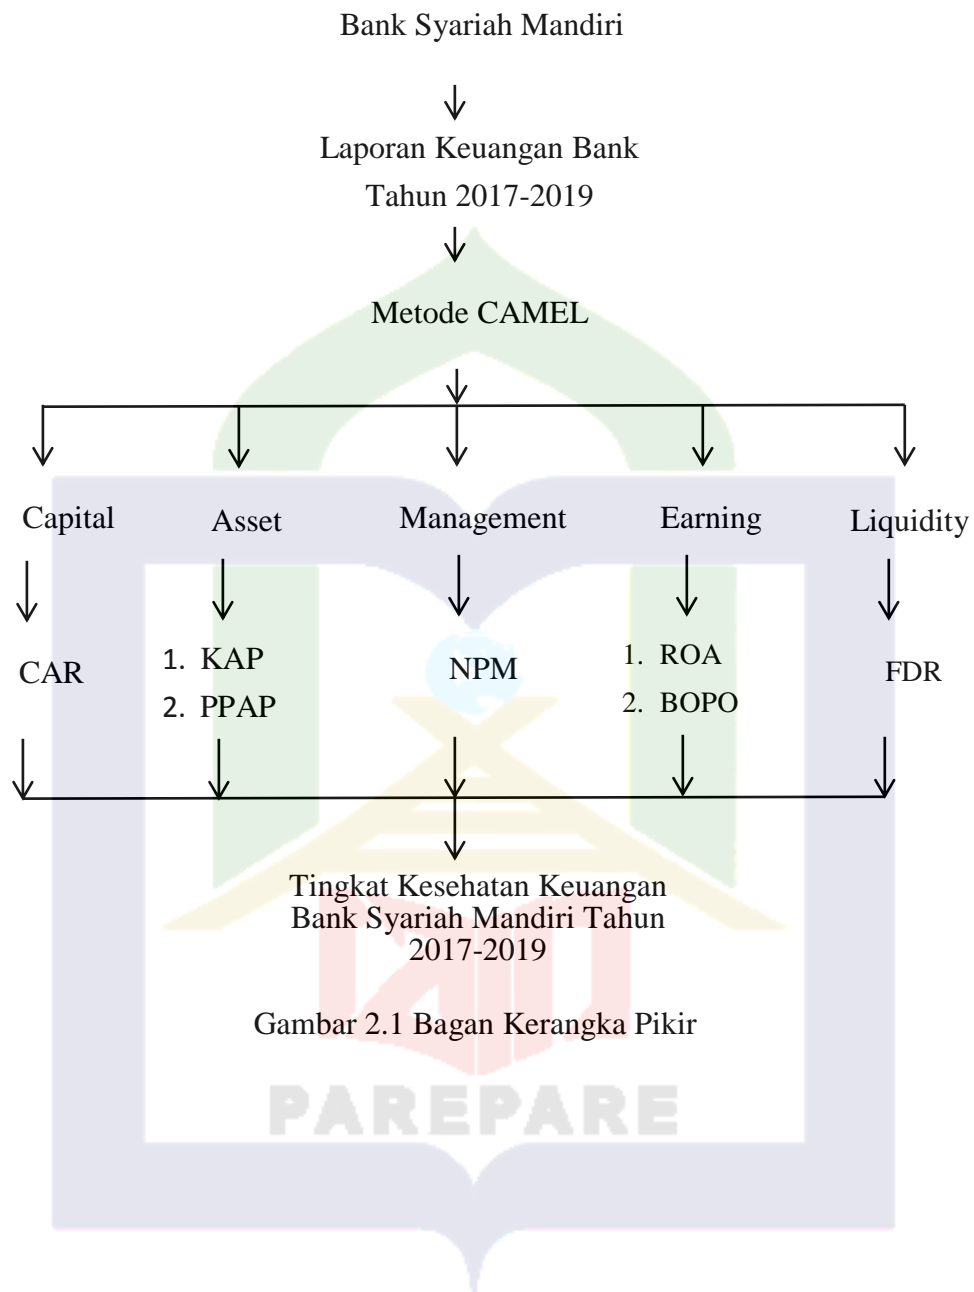 Bank Syariah Mandiri
Laporan Keuangan Bank
Tahun 2017-2019
Metode CAMEL
Capital
Asset
Management
Earning
Liquidity
CAR
1. KAP
2. PPAP
NPM
1. ROA
2. BOPO
FDR
Tingkat Kesehatan Keuangan
Bank Syariah Mandiri Tahun
2017-2019
Gambar 2.1 Bagan Kerangka Pikir
PAREPARE